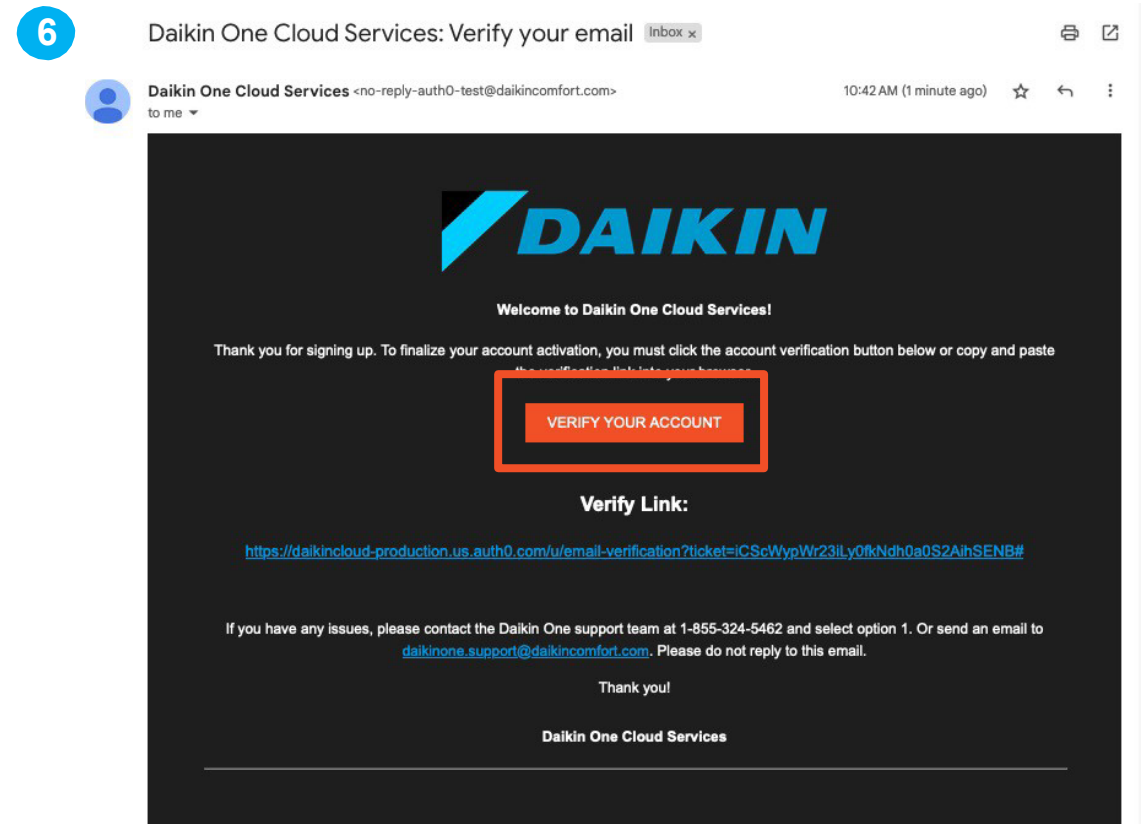 6
Daikin One Cloud Services: Verify your email Inbox x
Daikin One Cloud Services <no-reply-auth0-test@daikincomfort.com> 10:42 AM (1 minute ago)
to me
DAIKIN
Welcome to Daikin One Cloud Services!
Thank you for signing up. To finalize your account activation, you must click the account verification button below or copy and paste
the verification link into your browser
VERIFY YOUR ACCOUNT
Verify Link:
https://daikincloud-production.us.auth0.com/u/email-verification?ticket=iCScWypWr23iLy0fkNdh0a0S2AihSENB#
If you have any issues, please contact the Daikin One support team at 1-855-324-5462 and select option 1. Or send an email to
daikinone.support@daikincomfort.com. Please do not reply to this email.
Thank you!
Daikin One Cloud Services